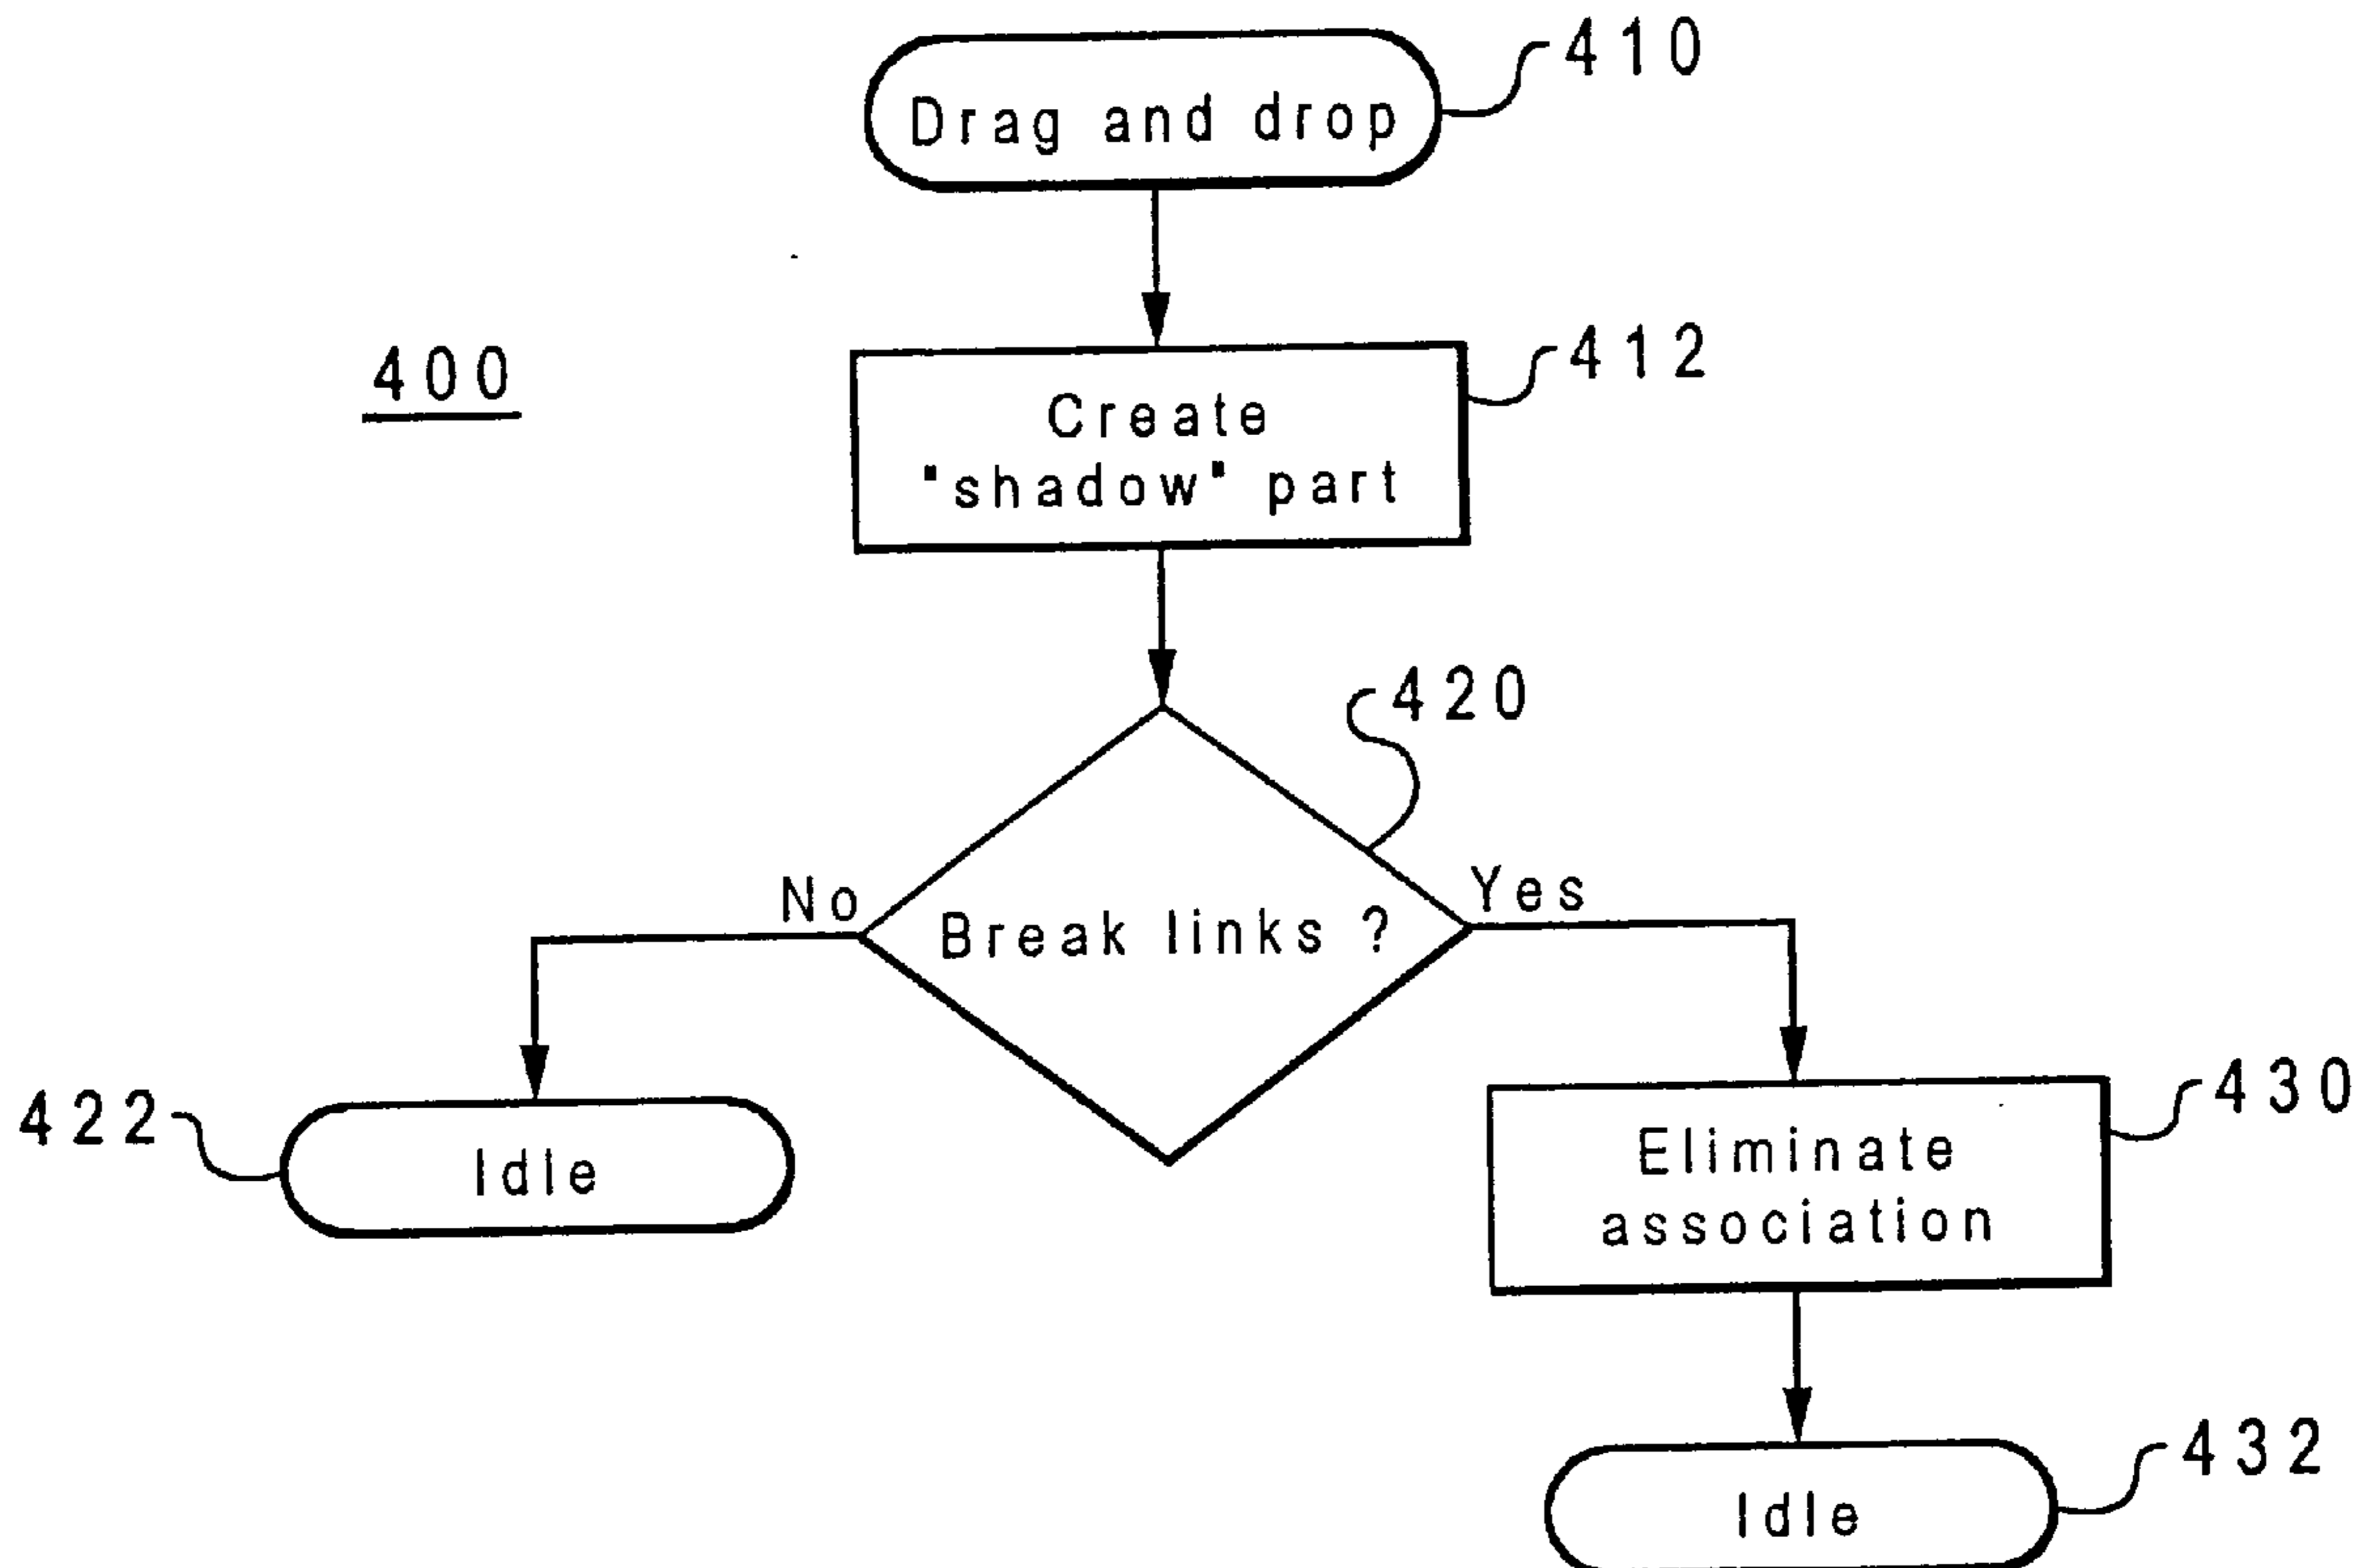 410
Drag and drop
400
412
Create
"shadow" part
420
No
Yes
Break links ?
422
Idle
430
Eliminate
association
432
Idle